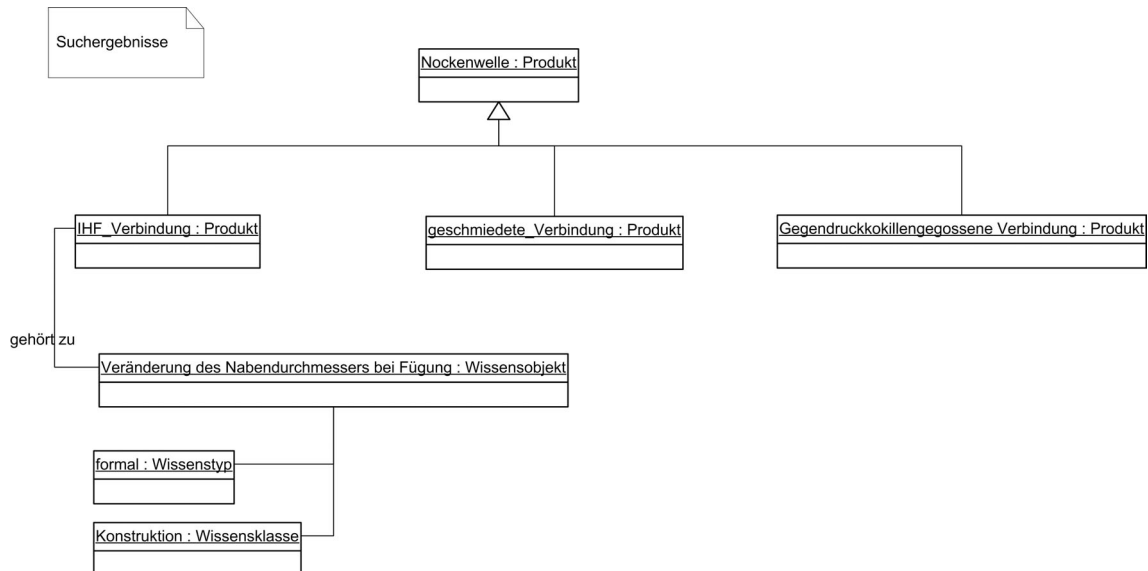 Suchergebnisse
Nockenwelle : Produkt
IHF_Verbindung : Produkt
geschmiedete_Verbindung : Produkt
Gegendruckkokillengegossene Verbindung : Produkt
gehört zu
Veränderung des Nabendurchmessers bei Fügung : Wissensobjekt
formal : Wissenstyp
Konstruktion : Wissensklasse